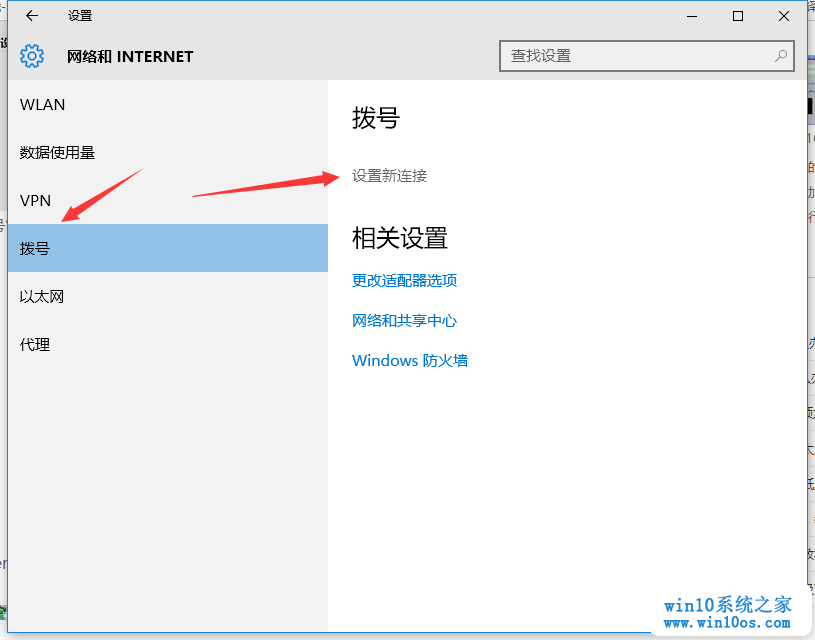 设置
网络和 INTERNET
查找设置
WLAN
数据使用量
VPN
拨号
以太网
代理
拨号
设置新连接
相关设置
更改适配器选项
网络和共享中心
Windows 防火墙
win10系统之家
www.win10os.com